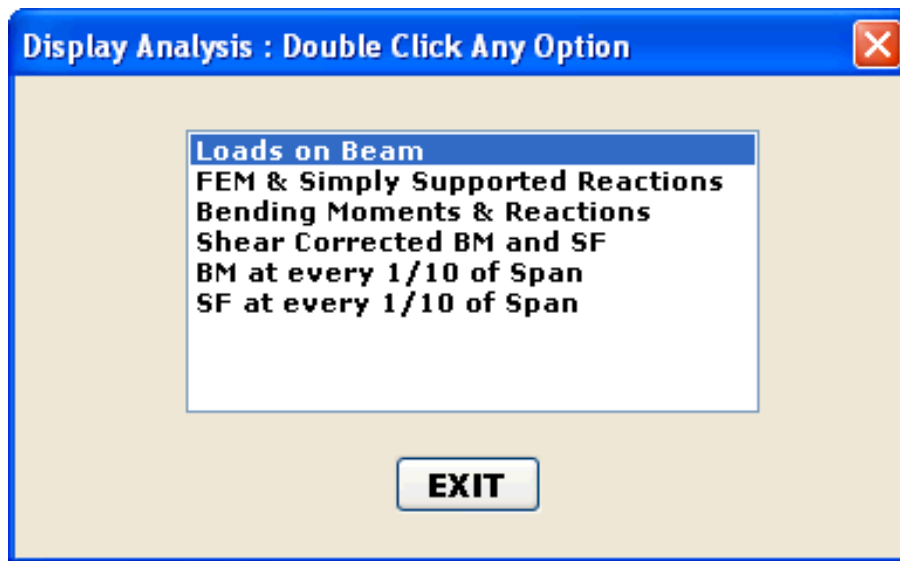 Display Analysis : Double Click Any Option
Loads on Beam
FEM & Simply Supported Reactions
Bending Moments & Reactions
Shear Corrected BM and SF
BM at every 1/10 of Span
SF at every 1/10 of Span
EXIT